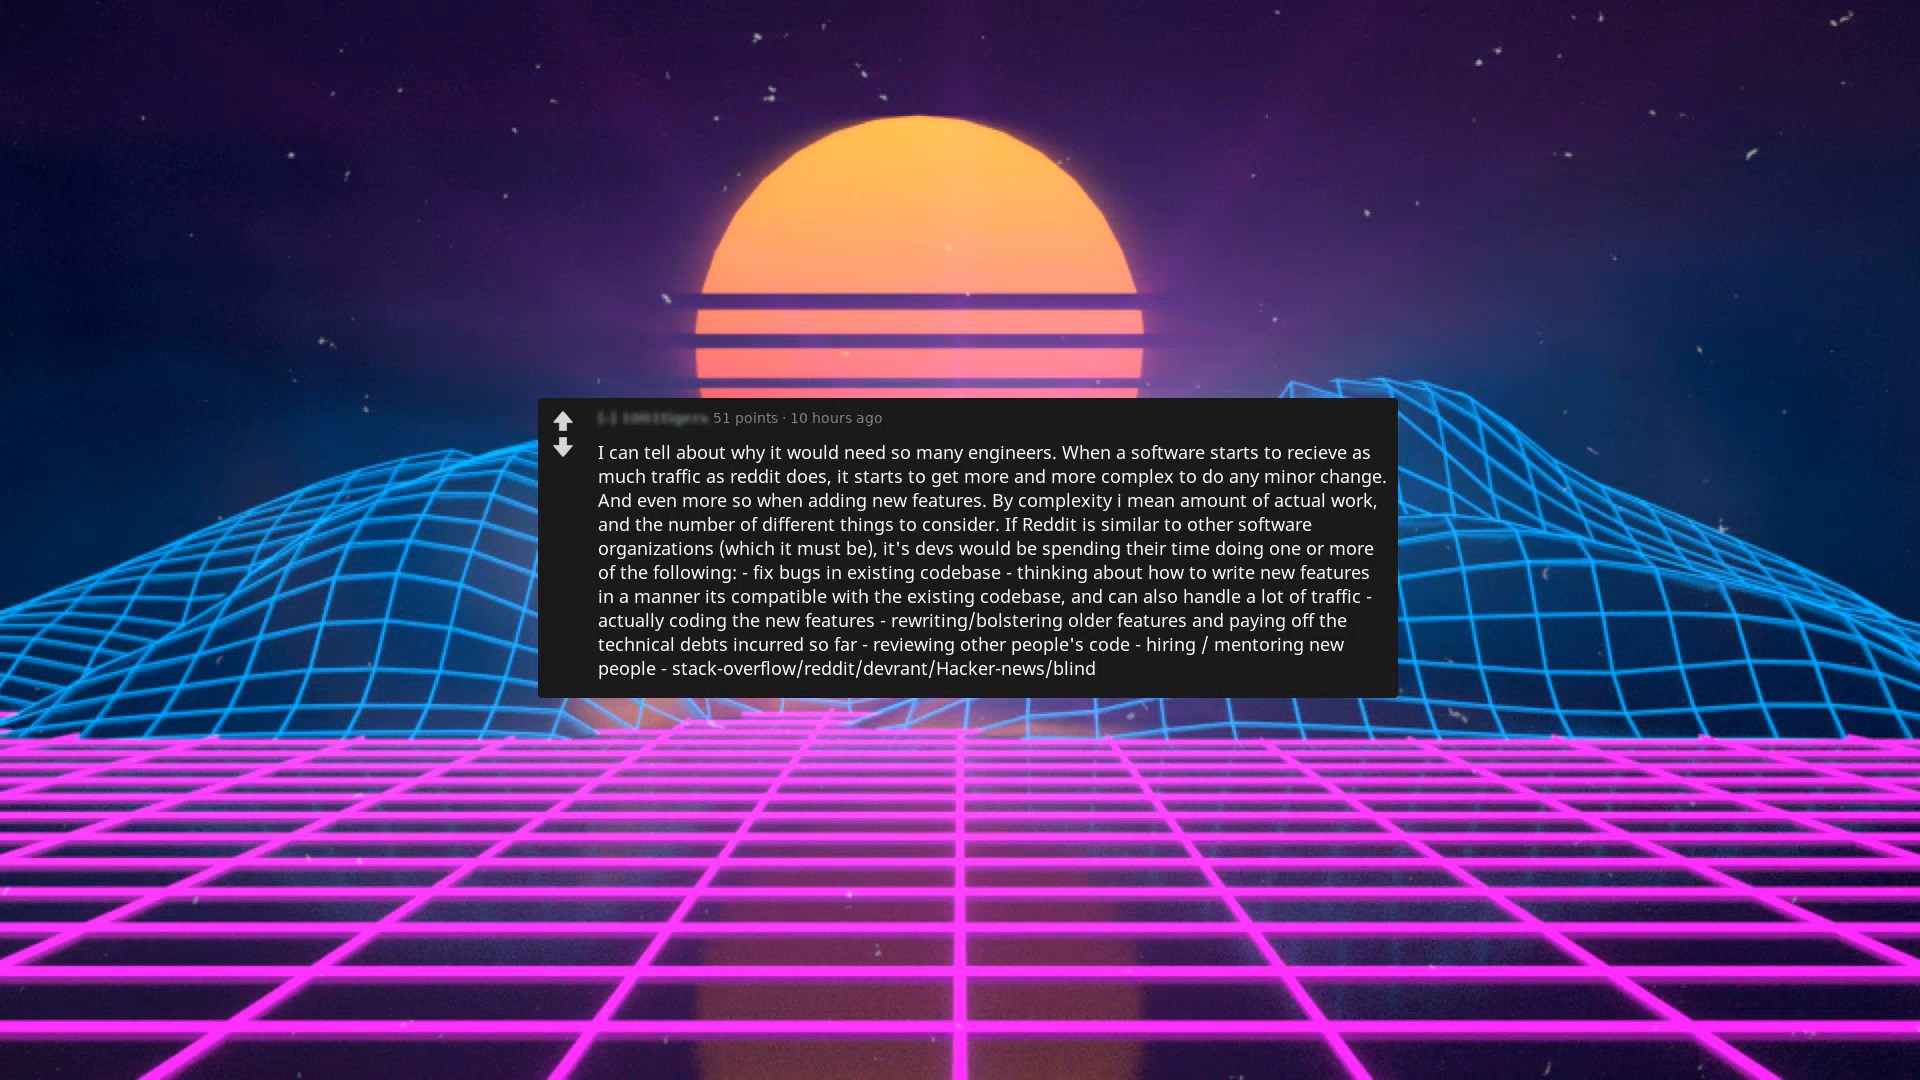 51 points · 10 hours ago
I can tell about why it would need so many engineers. When a software starts to recieve as
much traffic as reddit does, it starts to get more and more complex to do any minor change.
And even more so when adding new features. By complexity i mean amount of actual work,
and the number of different things to consider. If Reddit is similar to other software
organizations (which it must be), it's devs would be spending their time doing one or more
of the following: - fix bugs in existing codebase - thinking about how to write new features
in a manner its compatible with the existing codebase, and can also handle a lot of traffic -
actually coding the new features - rewriting/bolstering older features and paying off the
technical debts incurred so far - reviewing other people's code - hiring / mentoring new
people - stack-overflow/reddit/devrant/Hacker-news/blind